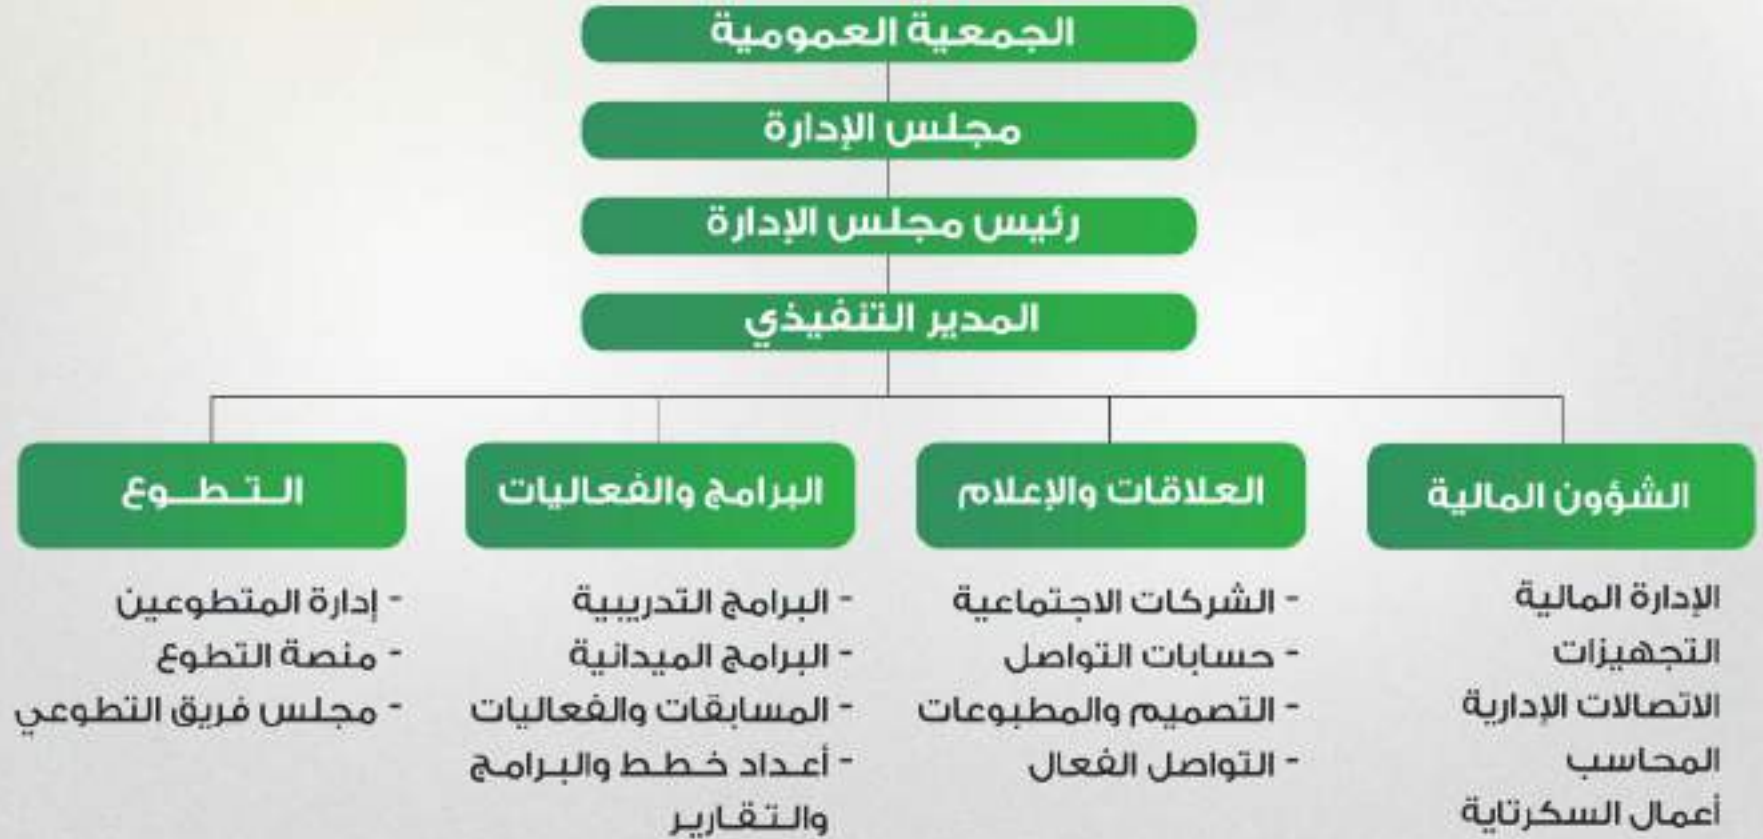 الجمعية العمومية
مجلس الإدارة
رئيس مجلس الإدارة
المدير التنفيذي
الشؤون المالية
الإدارة المالية
التجهيزات
الاتصالات الإدارية
المحاسب
أعمال السكرتاية
العلاقات والإعلام
- الشركات الاجتماعية
- حسابات التواصل
- التصميم والمطبوعات
- التواصل الفعال
البرامج والفعاليات
- البرامج التدريبية
- البرامج الميدانية
- المسابقات والفعاليات
- أعداد خطط والبرامج
والتقارير
التطوع
- إدارة المتطوعين
- منصة التطوع
- مجلس فريق التطوعي